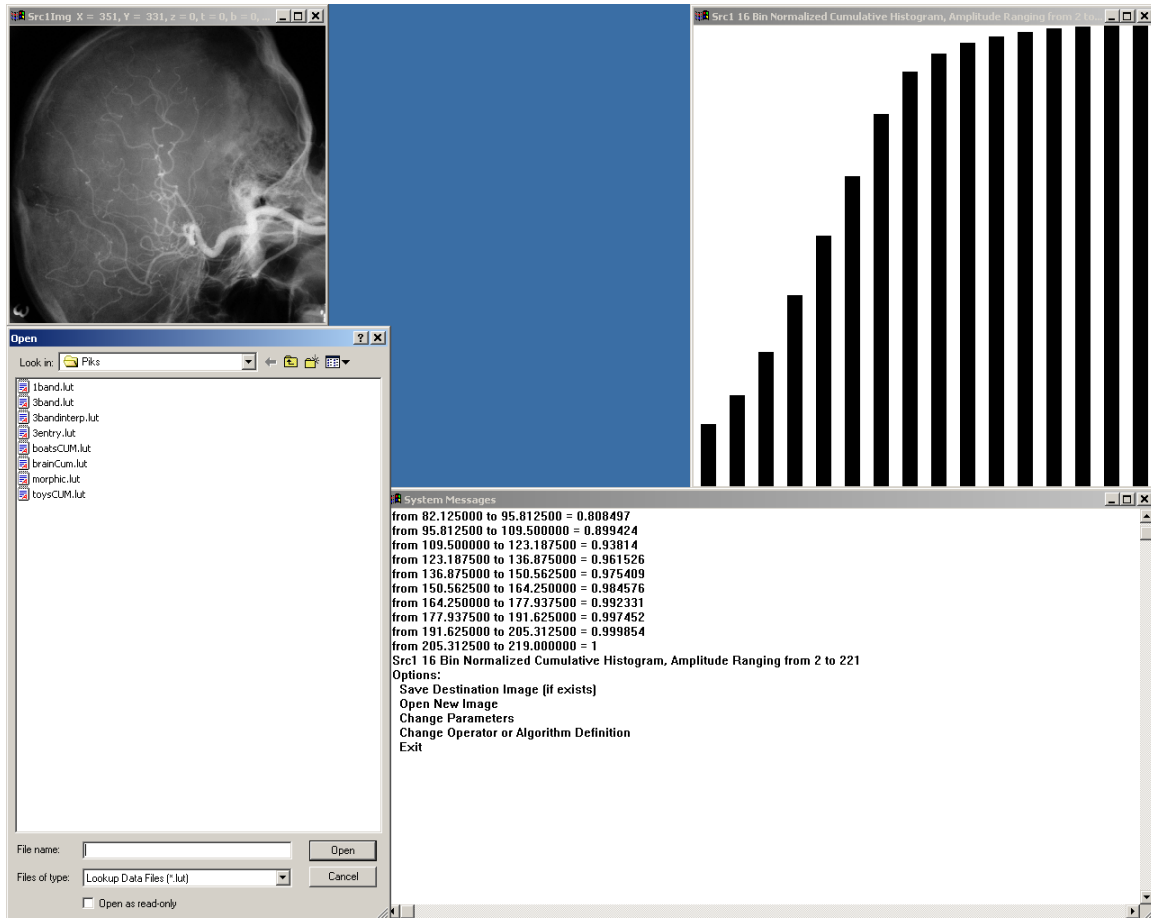 Src1Img X = 351, Y = 331, z = 0, t = 0, b = 0, ...
Src1 16 Bin Normalized Cumulative Histogram, Amplitude Ranging from 2 to...
Open
Look in: Piks
1band.lut
3band.lut
3bandinterp.lut
3entry.lut
boatsCUM.lut
brainCum.lut
morphic.lut
toysCUM.lut
File name:
Open
Files of type: Lookup Data Files (*.lut)
Cancel
Open as read-only
System Messages
from 82.125000 to 95.812500 = 0.808497
from 95.812500 to 109.500000 = 0.899424
from 109.500000 to 123.187500 = 0.93814
from 123.187500 to 136.875000 = 0.961526
from 136.875000 to 150.562500 = 0.975409
from 150.562500 to 164.250000 = 0.984576
from 164.250000 to 177.937500 = 0.992331
from 177.937500 to 191.625000 = 0.997452
from 191.625000 to 205.312500 = 0.999854
from 205.312500 to 219.000000 = 1
Src1 16 Bin Normalized Cumulative Histogram, Amplitude Ranging from 2 to 221
Options:
Save Destination Image (if exists)
Open New Image
Change Parameters
Change Operator or Algorithm Definition
Exit